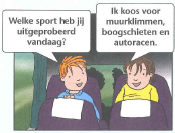 Welke sport heb jij
uitgeprobeerd
vandaag?
Ik koos voor
muurklimmen,
boogschieten en
autoracen.